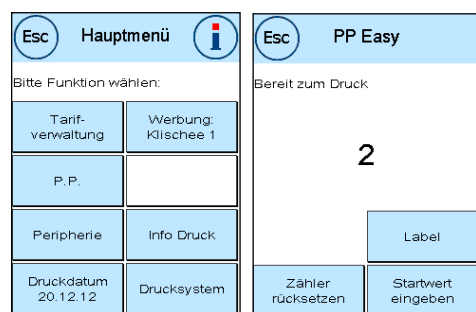 Esc Hauptmenü i
Bitte Funktion wählen:
Tarif-
verwaltung
Werbung:
Klischee 1
P.P.
Peripherie
Info Druck
Druckdatum
20.12.12
Drucksystem
Esc PP Easy
Bereit zum Druck
2
Label
Zähler
rücksetzen
Startwert
eingeben